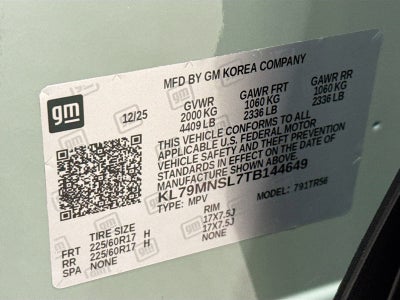 gm
MFD BY GM KOREA COMPANY
12/25 GVWR GAWR FRT GAWR RR
2000 KG 1060 KG 1060 KG
4409 LB 2336 LB 2336 LB
THIS VEHICLE CONFORMS TO ALL
APPLICABLE U.S. FEDERAL MOTOR
VEHICLE SAFETY AND THEFT PREVENTION
STANDARDS IN EFFECT ON THE DATE OF
MANUFACTURE SHOWN ABOVE.
KL79MNSL7TB144649
TYPE: MPV 791TR56
TIRE SIZE RIM
FRT 225/60R17 H 17X7.5J
RR 225/60R17 H 17X7.5J
SPA NONE NONE